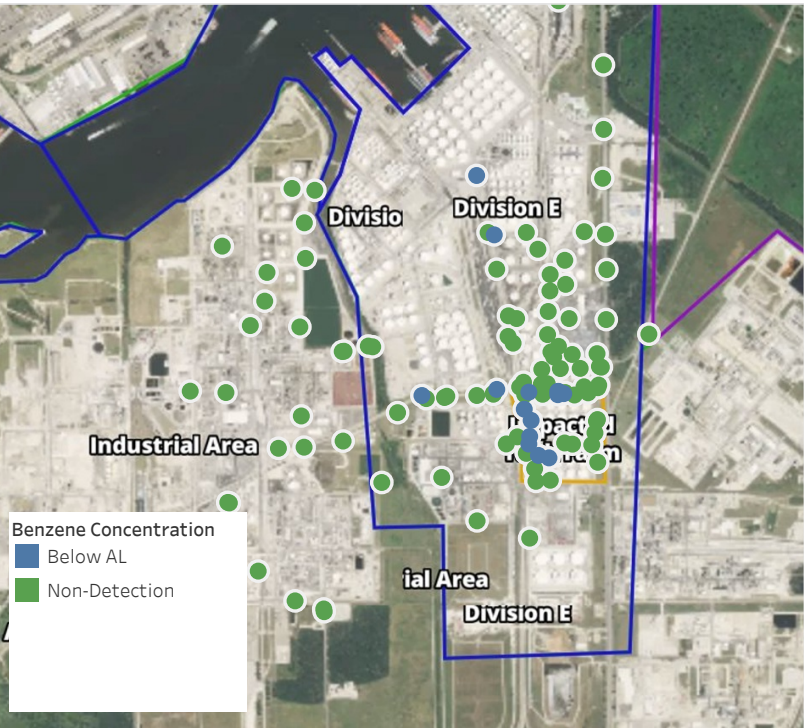 Division E
Divisio
Industrial Area
ial Area
Division E
Benzene Concentration
Below AL
Non-Detection